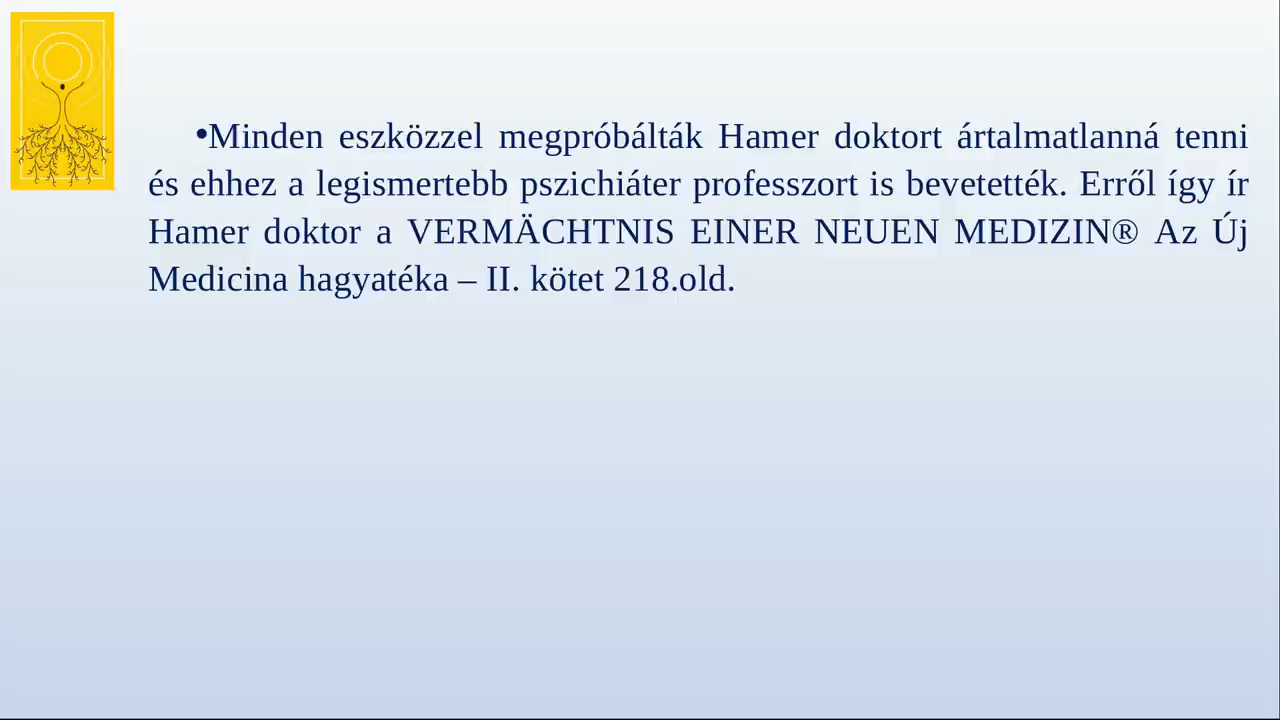 •Minden eszközzel megpróbálták Hamer doktort ártalmatlanná tenni
és ehhez a legismertebb pszichiáter professzort is bevetették. Erről így ír
Hamer doktor a VERMÄCHTNIS EINER NEUEN MEDIZIN® Az Új
Medicina hagyatéka – II. kötet 218.old.